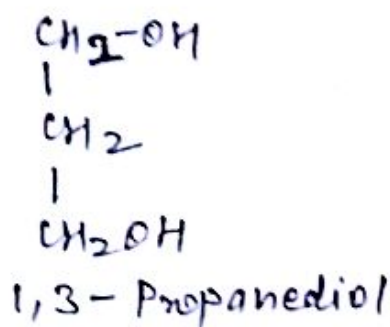 CH2-OH
|
CH2
|
CH2OH
1,3-Propanediol